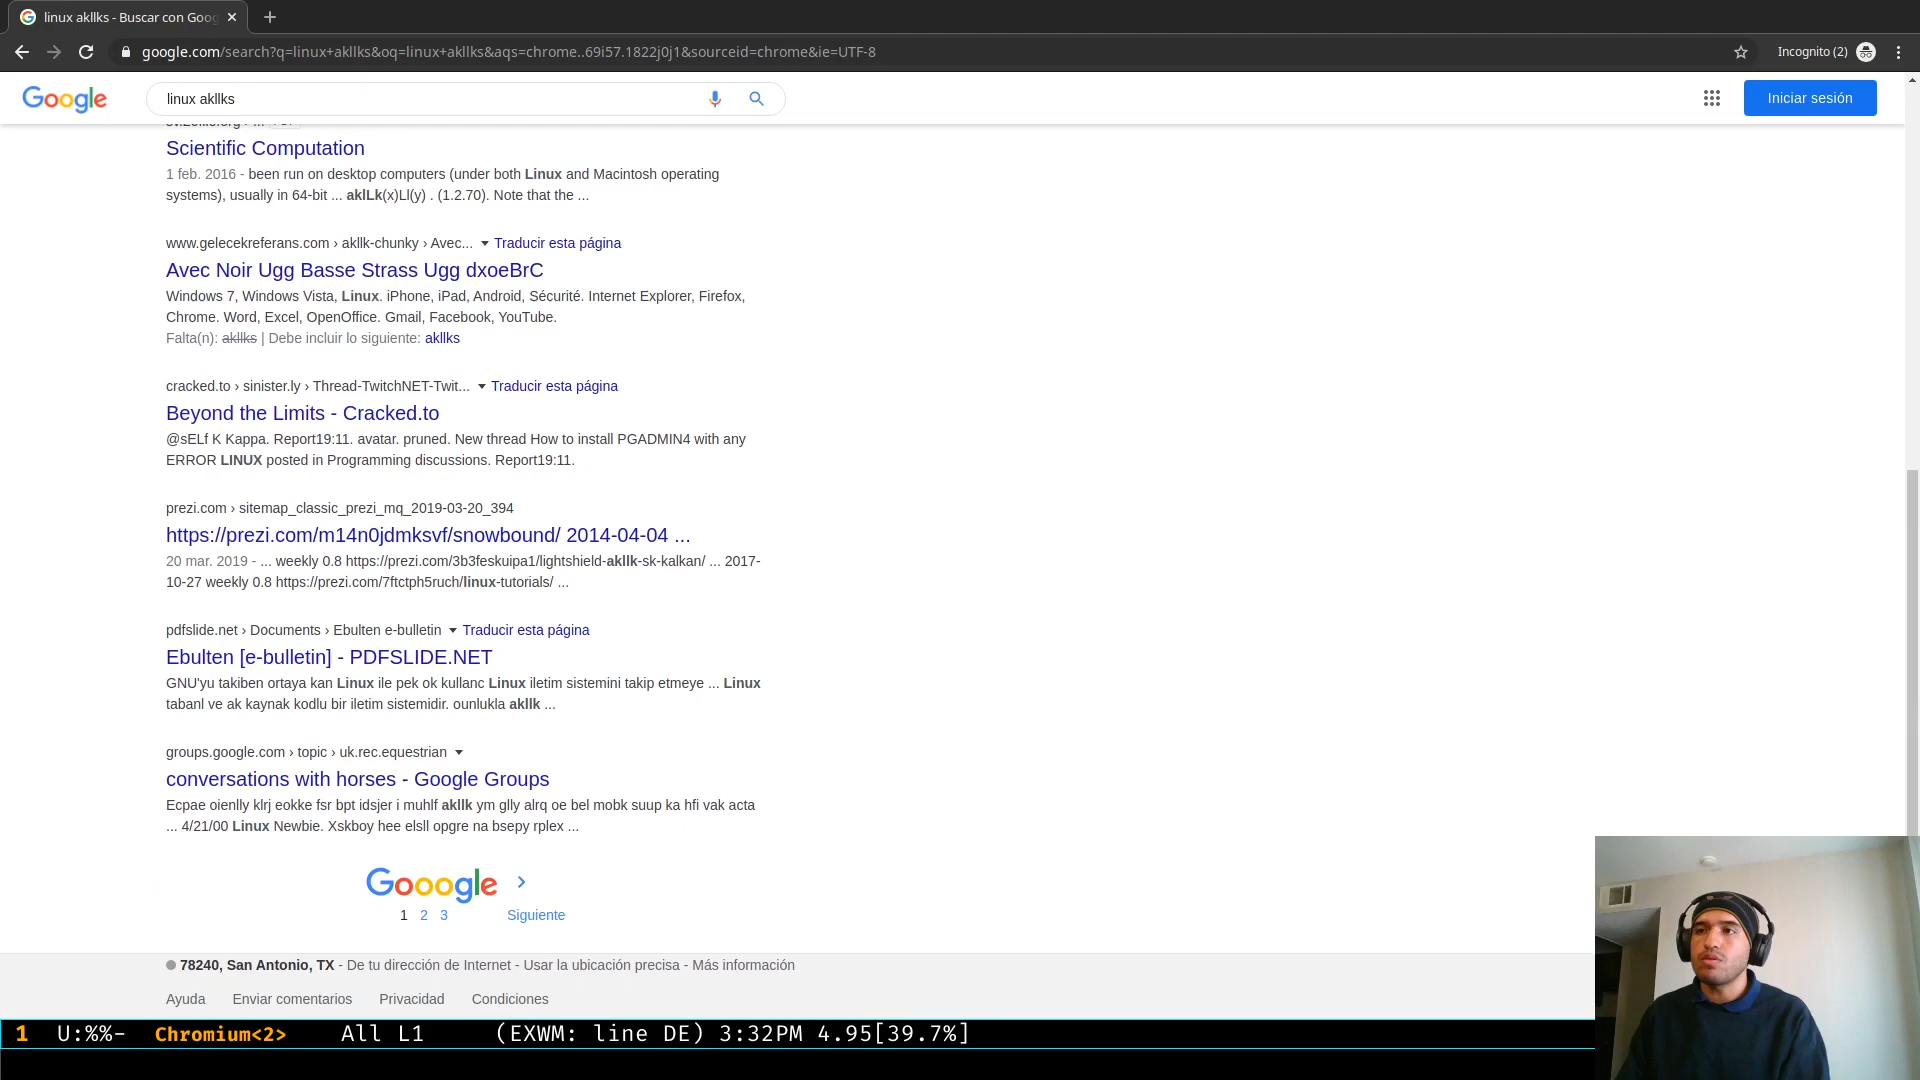 linux akllks - Buscar con Goog
google.com/search?q=linux+akllks&oq=linux+akllks&aqs=chrome..69i57.1822j0j1&sourceid=chrome&ie=UTF-8
Incognito (2)
Google
linux akllks
Iniciar sesión
Scientific Computation
1 feb. 2016 - been run on desktop computers (under both Linux and Macintosh operating
systems), usually in 64-bit ... aklLk(x)Ll(y) . (1.2.70). Note that the ...
www.gelecekreferans.com › akllk-chunky › Avec... Traducir esta página
Avec Noir Ugg Basse Strass Ugg dxoeBrC
Windows 7, Windows Vista, Linux. iPhone, iPad, Android, Sécurité. Internet Explorer, Firefox,
Chrome. Word, Excel, OpenOffice. Gmail, Facebook, YouTube.
Falta(n): akllks | Debe incluir lo siguiente: akllks
cracked.to › sinister.ly › Thread-TwitchNET-Twit... Traducir esta página
Beyond the Limits - Cracked.to
@sELf K Kappa. Report19:11. avatar. pruned. New thread How to install PGADMIN4 with any
ERROR LINUX posted in Programming discussions. Report19:11.
prezi.com › sitemap_classic_prezi_mq_2019-03-20_394
https://prezi.com/m14n0jdmksvf/snowbound/ 2014-04-04 ...
20 mar. 2019 - ... weekly 0.8 https://prezi.com/3b3feskuipa1/lightshield-akllk-sk-kalkan/ ... 2017-
10-27 weekly 0.8 https://prezi.com/7ftctph5ruch/linux-tutorials/ ...
pdfslide.net › Documents › Ebulten e-bulletin Traducir esta página
Ebulten [e-bulletin] - PDFSLIDE.NET
GNU'yu takiben ortaya kan Linux ile pek ok kullanc Linux iletim sistemini takip etmeye ... Linux
tabanl ve ak kaynak kodlu bir iletim sistemidir. ounlukla akllk ...
groups.google.com › topic › uk.rec.equestrian
conversations with horses - Google Groups
Ecpae oienlly klrj eokke fsr bpt idsjer i muhlf akllk ym glly alrq oe bel mobk suup ka hfi vak acta
... 4/21/00 Linux Newbie. Xskboy hee elsll opgre na bsepy rplex ...
Gooogle
1 2 3 Siguiente
78240, San Antonio, TX - De tu dirección de Internet - Usar la ubicación precisa - Más información
Ayuda Enviar comentarios Privacidad Condiciones
1 U:%%- Chromium<2> All L1 (EXWM: line DE) 3:32PM 4.95[39.7%]